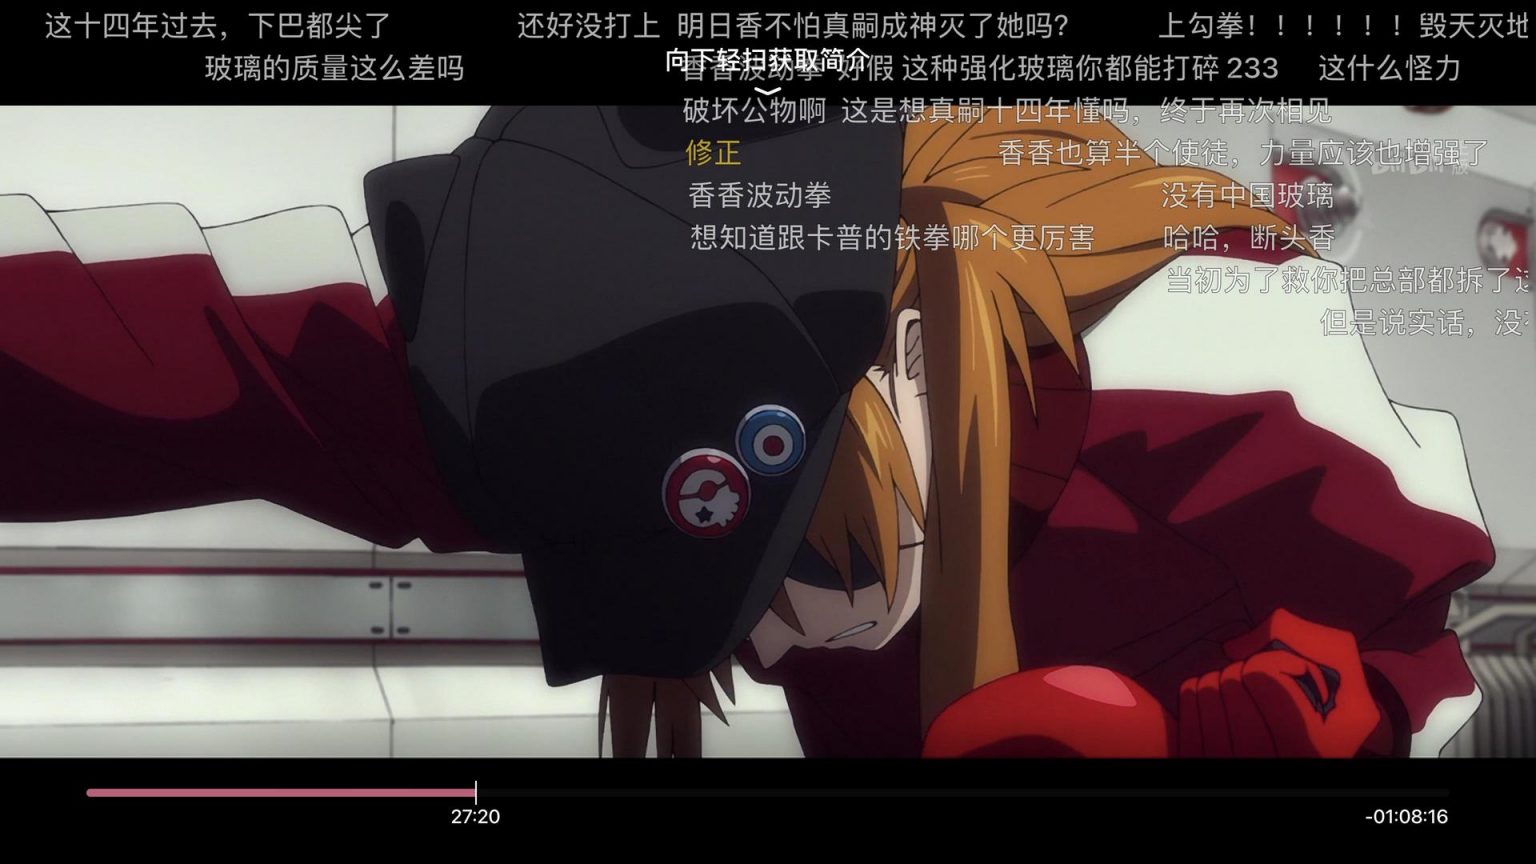 这十四年过去，下巴都尖了 还好没打上 明日香不怕真嗣成神灭了她吗？ 上勾拳！！！！！！毁天灭地
向下轻扫获取简介
玻璃的质量这么差吗 香香波动拳 好假 这种强化玻璃你都能打碎 233 这什么怪力
破坏公物啊 这是想真嗣十四年懂吗，终于再次相见
修正 香香也算半个使徒，力量应该也增强了
香香波动拳 没有中国玻璃
想知道跟卡普的铁拳哪个更厉害 哈哈，断头香
当初为了救你把总部都拆了
但是说实话，没
27:20 -01:08:16